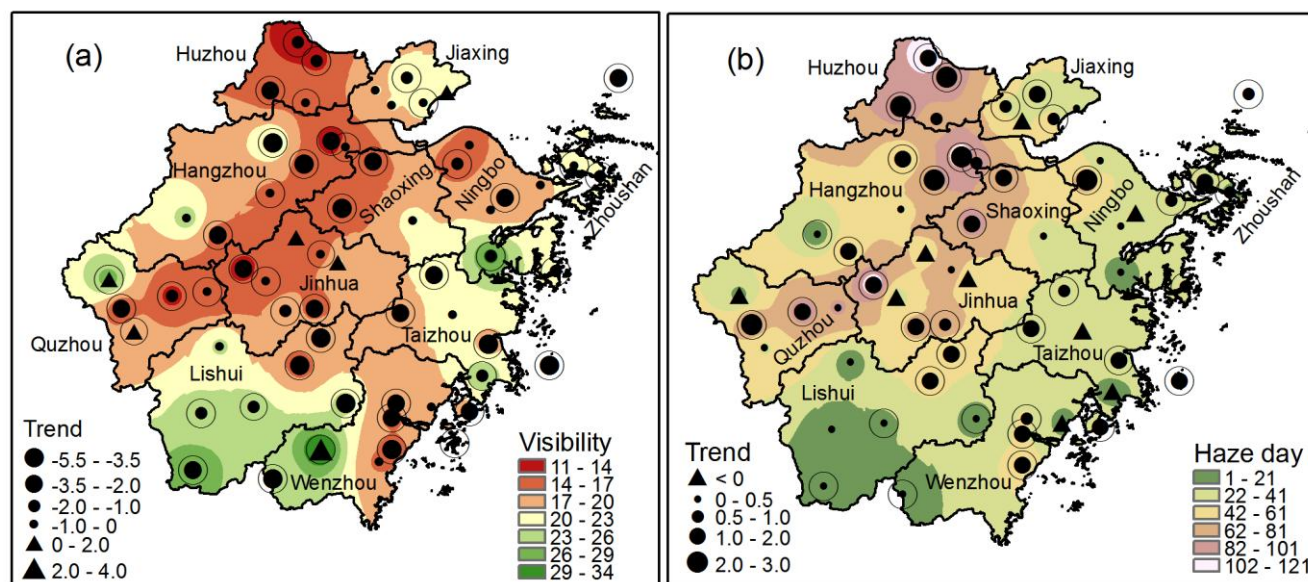 (a)
Huzhou
Jiaxing
Hangzhou
Shaoxing
Ningbo
Zhoushan
Jinhua
Quzhou
Taizhou
Lishui
Wenzhou
Trend
-5.5 - -3.5
-3.5 - -2.0
-2.0 - -1.0
-1.0 - 0
0 - 2.0
2.0 - 4.0
Visibility
11 - 14
14 - 17
17 - 20
20 - 23
23 - 26
26 - 29
29 - 34
(b)
Huzhou
Jiaxing
Hangzhou
Shaoxing
Ningbo
Zhoushan
Jinhua
Quzhou
Taizhou
Lishui
Wenzhou
Trend
< 0
0 - 0.5
0.5 - 1.0
1.0 - 2.0
2.0 - 3.0
Haze day
1 - 21
22 - 41
42 - 61
62 - 81
82 - 101
102 - 121